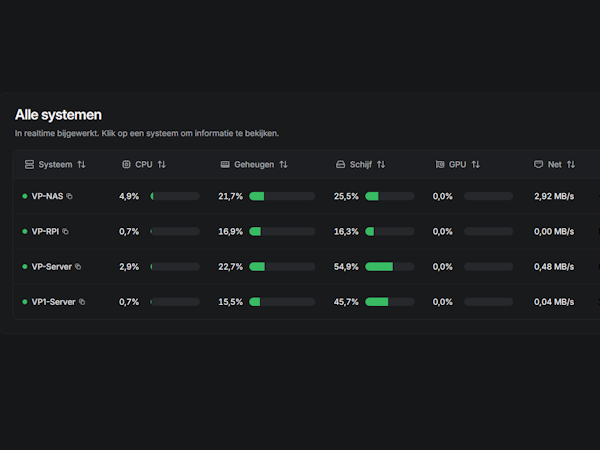 Alle systemen
In realtime bijgewerkt. Klik op een systeem om informatie te bekijken.
Systeem CPU Geheugen Schijf GPU Net
VP-NAS 4,9% 21,7% 25,5% 0,0% 2,92 MB/s
VP-RPI 0,7% 16,9% 16,3% 0,0% 0,00 MB/s
VP-Server 2,9% 22,7% 54,9% 0,0% 0,48 MB/s
VP1-Server 0,7% 15,5% 45,7% 0,0% 0,04 MB/s